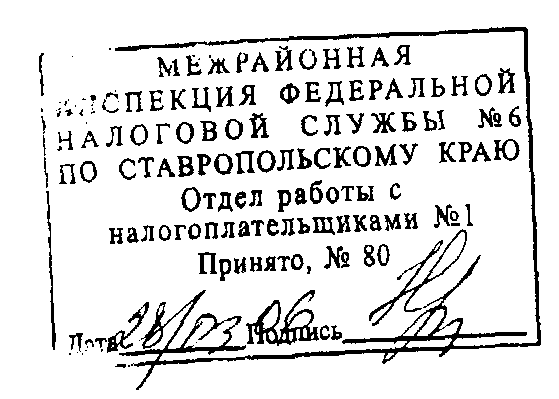 МЕЖРАЙОННАЯ
ИНСПЕКЦИЯ ФЕДЕРАЛЬНОЙ
НАЛОГОВОЙ СЛУЖБЫ №6
ПО СТАВРОПОЛЬСКОМУ КРАЮ
Отдел работы с
налогоплательщиками №1
Принято, № 80
Дата 28/03 06 Подпись